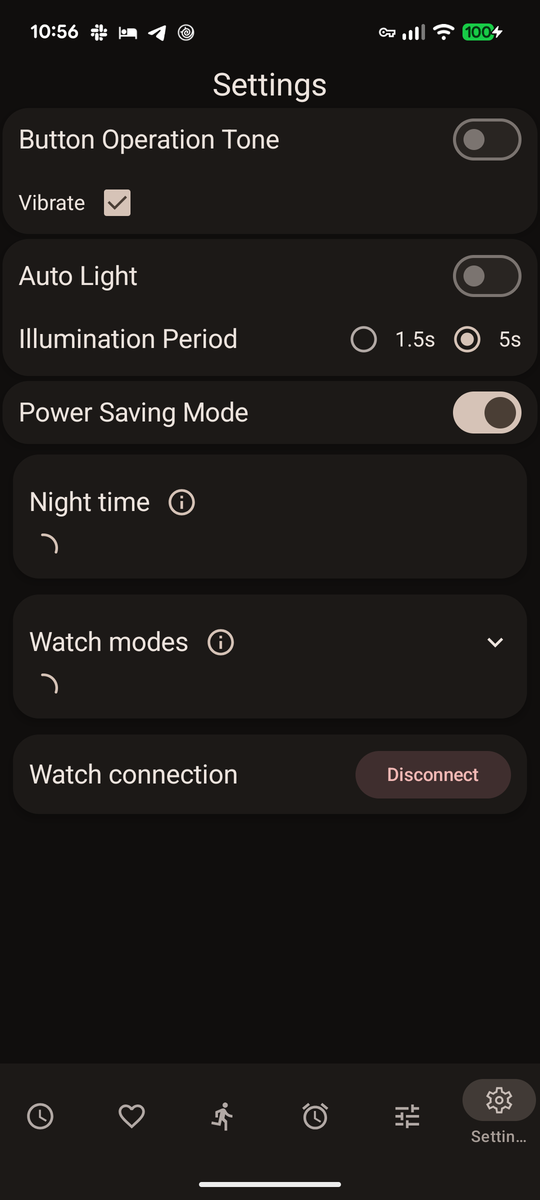 10:56
100
Settings
Button Operation Tone
Vibrate
Auto Light
Illumination Period 1.5s 5s
Power Saving Mode
Night time
Watch modes
Watch connection Disconnect
Settin...